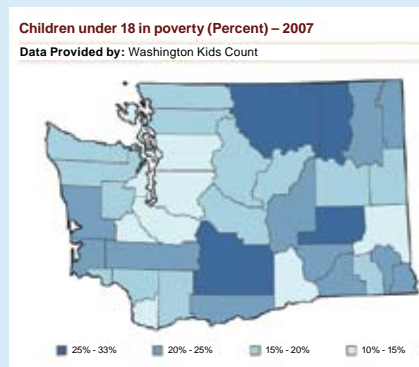 Children under 18 in poverty (Percent) – 2007
Data Provided by: Washington Kids Count
25% - 33% 20% - 25% 15% - 20% 10% - 15%